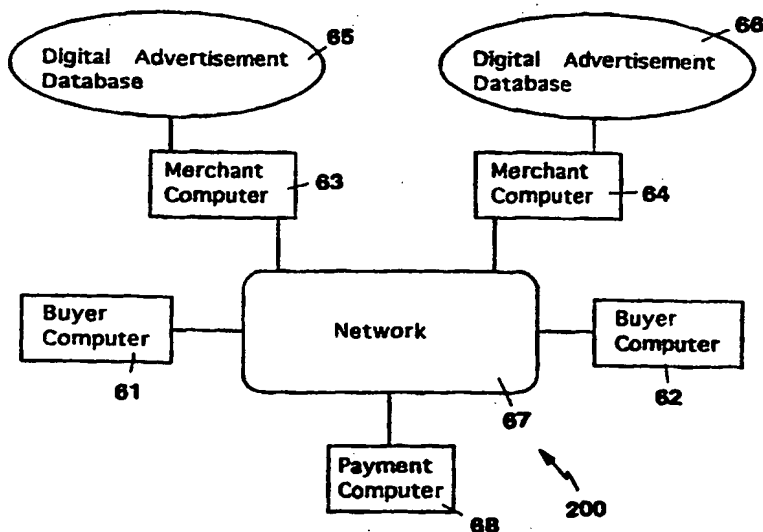 65
Digital Advertisement
Database
66
Digital Advertisement
Database
Merchant
Computer
63
Merchant
Computer
64
Buyer
Computer
61
Network
67
Buyer
Computer
62
Payment
Computer
68
200